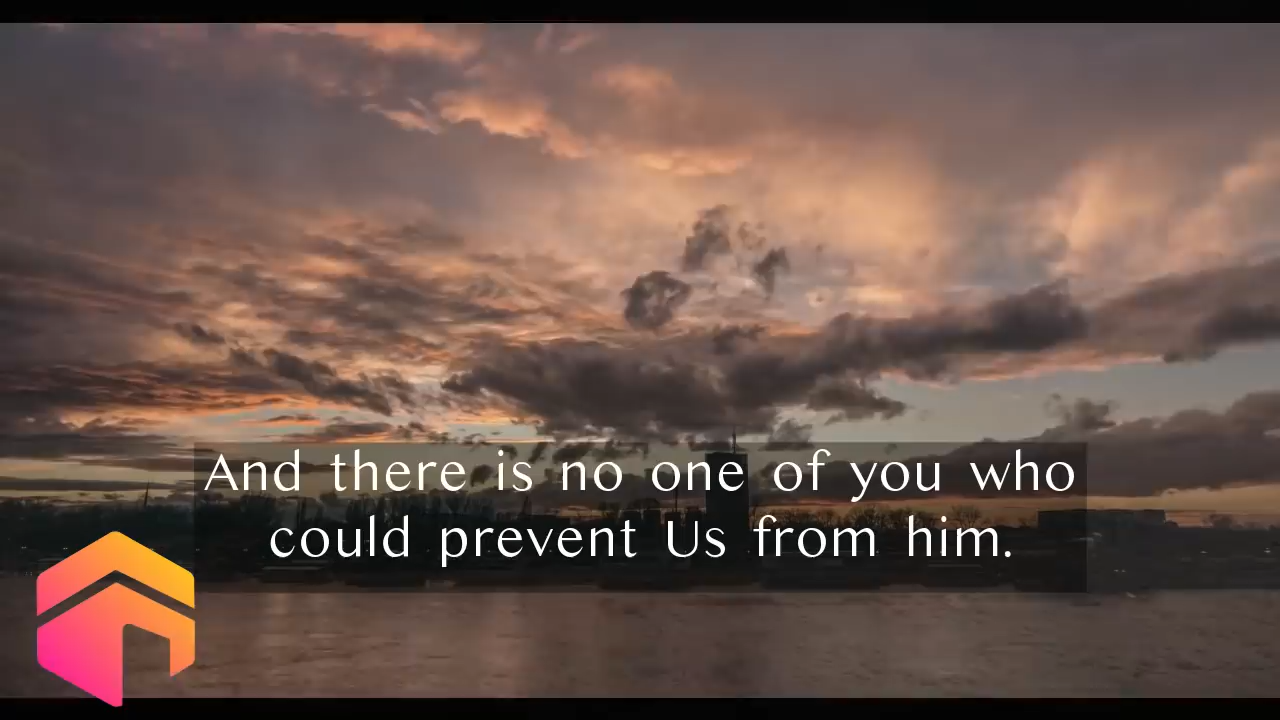 And there is no one of you who
could prevent Us from him.